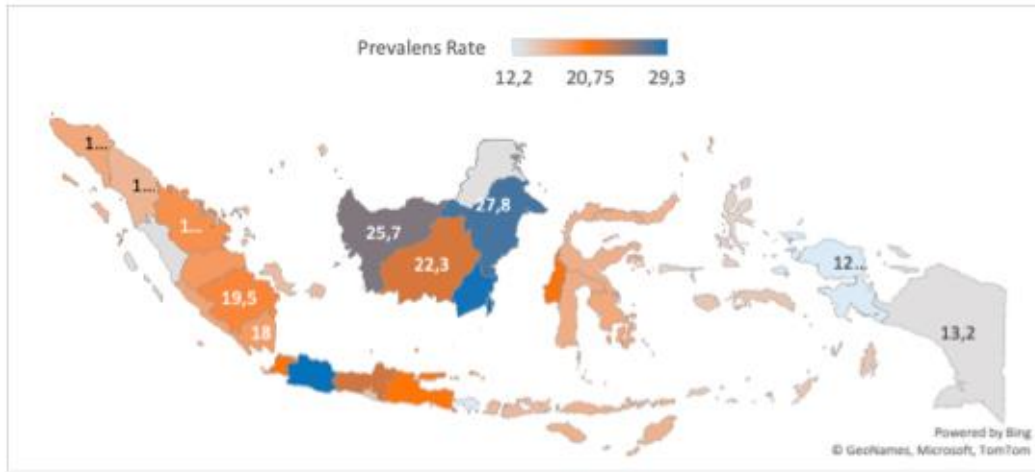 Prevalens Rate
12,2 20,75 29,3
1...
1...
1...
19,5
18
25,7
22,3
27,8
12...
13,2
Powered by Bing
© GeoNames, Microsoft, TomTom